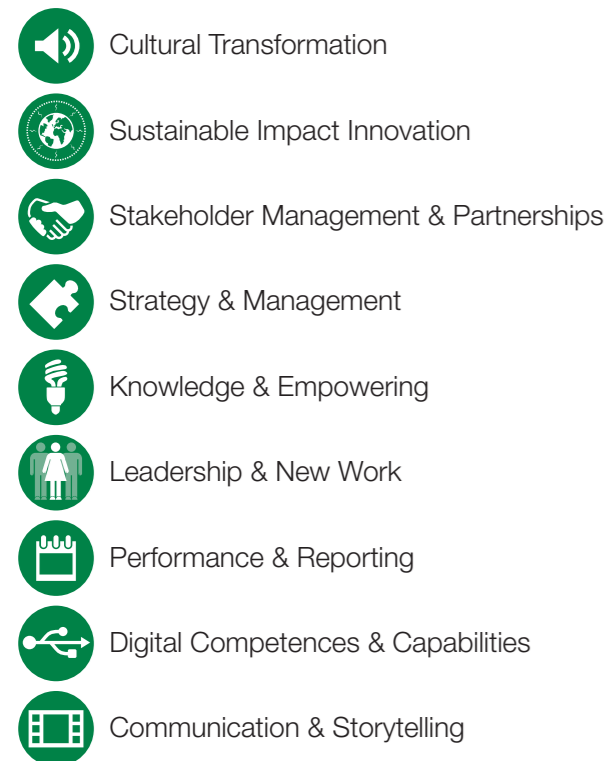 Cultural Transformation
Sustainable Impact Innovation
Stakeholder Management & Partnerships
Strategy & Management
Knowledge & Empowering
Leadership & New Work
Performance & Reporting
Digital Competences & Capabilities
Communication & Storytelling